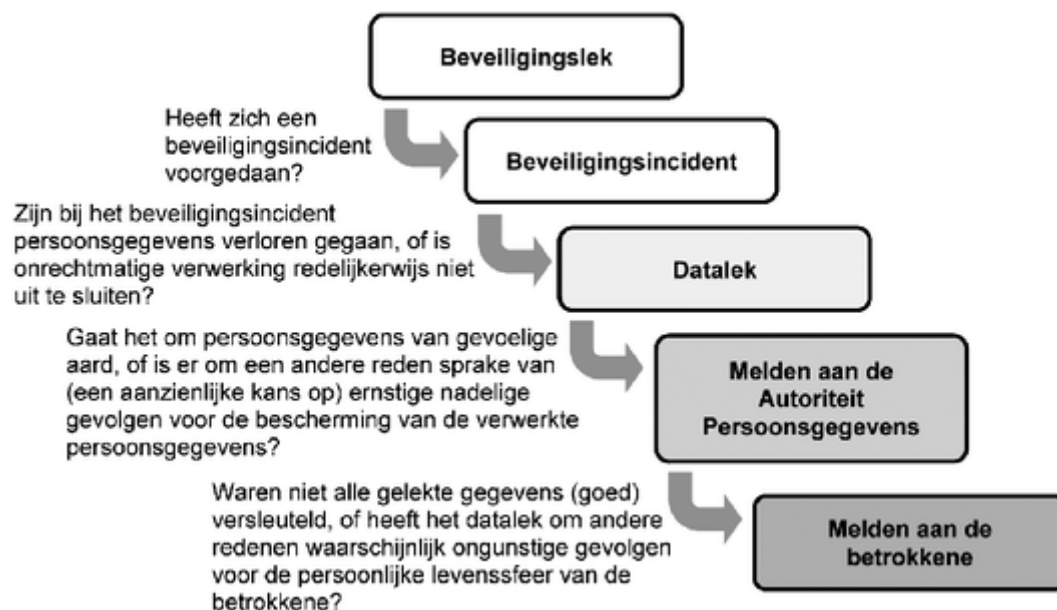 Beveiligingslek
Heeft zich een
beveiligingsincident
voorgedaan?
Beveiligingsincident
Zijn bij het beveiligingsincident
persoonsgegevens verloren gegaan, of is
onrechtmatige verwerking redelijkerwijs niet
uit te sluiten?
Datalek
Gaat het om persoonsgegevens van gevoelige
aard, of is er om een andere reden sprake van
(een aanzienlijke kans op) ernstige nadelige
gevolgen voor de bescherming van de verwerkte
persoonsgegevens?
Melden aan de
Autoriteit
Persoonsgegevens
Waren niet alle gelekte gegevens (goed)
versleuteld, of heeft het datalek om andere
redenen waarschijnlijk ongunstige gevolgen
voor de persoonlijke levenssfeer van de
betrokkene?
Melden aan de
betrokkene